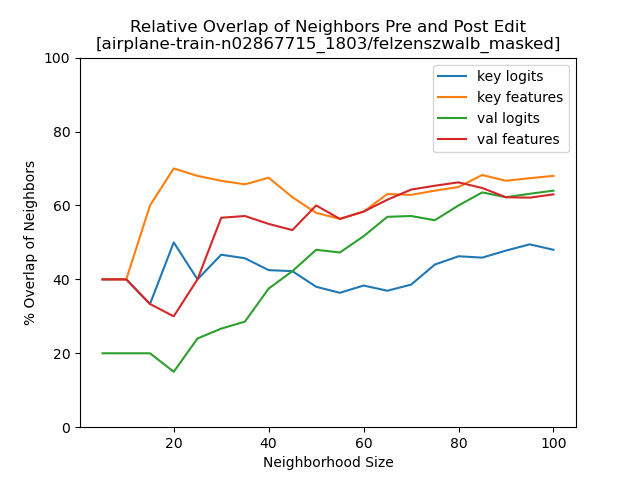 Relative Overlap of Neighbors Pre and Post Edit
[airplane-train-n02867715_1803/felzenszwalb_masked]
100
80
60
40
20
0
% Overlap of Neighbors
key logits
key features
val logits
val features
20 40 60 80 100
Neighborhood Size